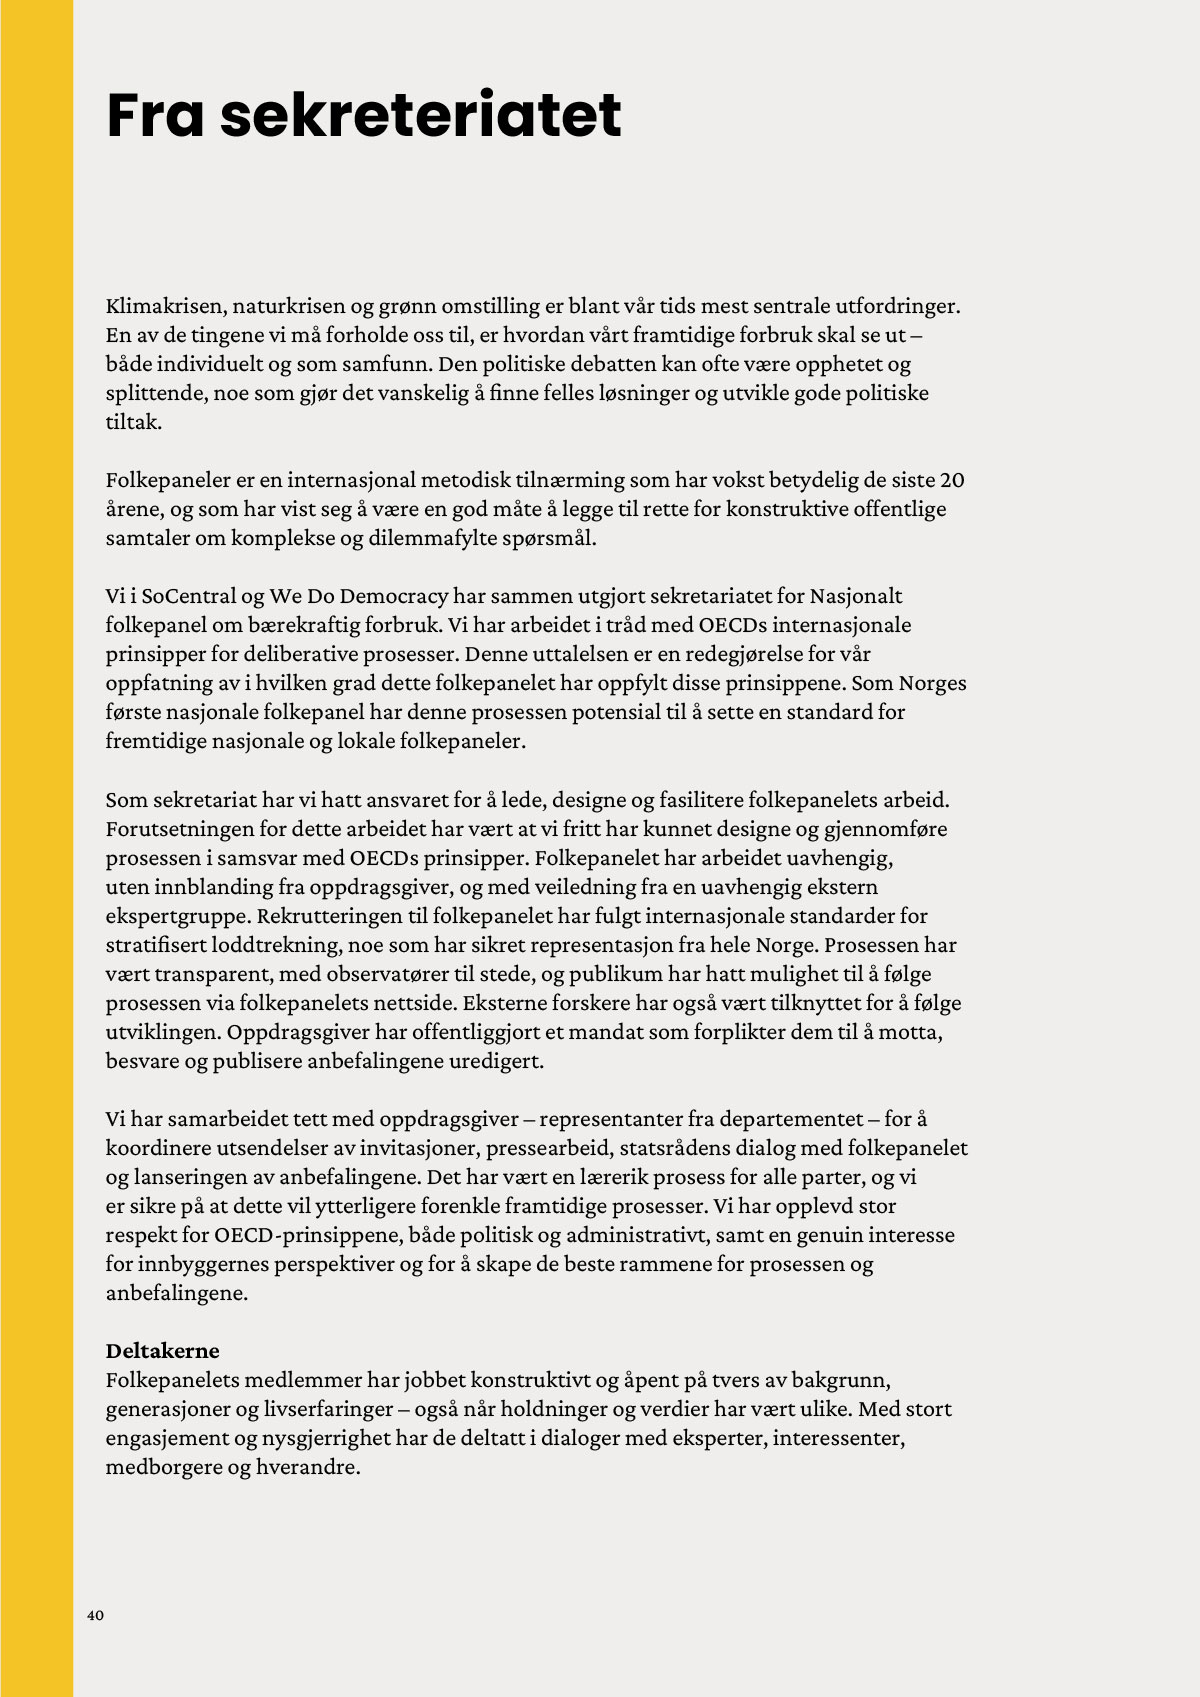 Fra sekreteriatet
Klimakrisen, naturkrisen og grønn omstilling er blant vår tids mest sentrale utfordringer.
En av de tingene vi må forholde oss til, er hvordan vårt framtidige forbruk skal se ut –
både individuelt og som samfunn. Den politiske debatten kan ofte være opphetet og
splittende, noe som gjør det vanskelig å finne felles løsninger og utvikle gode politiske
tiltak.
Folkepaneler er en internasjonal metodisk tilnærming som har vokst betydelig de siste 20
årene, og som har vist seg å være en god måte å legge til rette for konstruktive offentlige
samtaler om komplekse og dilemmafylte spørsmål.
Vi i SoCentral og We Do Democracy har sammen utgjort sekretariatet for Nasjonalt
folkepanel om bærekraftig forbruk. Vi har arbeidet i tråd med OECDs internasjonale
prinsipper for deliberative prosesser. Denne uttalelsen er en redegjørelse for vår
oppfatning av i hvilken grad dette folkepanelet har oppfylt disse prinsippene. Som Norges
første nasjonale folkepanel har denne prosessen potensial til å sette en standard for
fremtidige nasjonale og lokale folkepaneler.
Som sekretariat har vi hatt ansvaret for å lede, designe og fasilitere folkepanelets arbeid.
Forutsetningen for dette arbeidet har vært at vi fritt har kunnet designe og gjennomføre
prosessen i samsvar med OECDs prinsipper. Folkepanelet har arbeidet uavhengig,
uten innblanding fra oppdragsgiver, og med veiledning fra en uavhengig ekstern
ekspertgruppe. Rekrutteringen til folkepanelet har fulgt internasjonale standarder for
stratifisert loddtrekning, noe som har sikret representasjon fra hele Norge. Prosessen har
vært transparent, med observatører til stede, og publikum har hatt mulighet til å følge
prosessen via folkepanelets nettside. Eksterne forskere har også vært tilknyttet for å følge
utviklingen. Oppdragsgiver har offentliggjort et mandat som forplikter dem til å motta,
besvare og publisere anbefalingene uredigert.
Vi har samarbeidet tett med oppdragsgiver – representanter fra departementet – for å
koordinere utsendelser av invitasjoner, pressearbeid, statsrådens dialog med folkepanelet
og lanseringen av anbefalingene. Det har vært en lærerik prosess for alle parter, og vi
er sikre på at dette vil ytterligere forenkle framtidige prosesser. Vi har opplevd stor
respekt for OECD-prinsippene, både politisk og administrativt, samt en genuin interesse
for innbyggernes perspektiver og for å skape de beste rammene for prosessen og
anbefalingene.
Deltakerne
Folkepanelets medlemmer har jobbet konstruktivt og åpent på tvers av bakgrunn,
generasjoner og livserfaringer – også når holdninger og verdier har vært ulike. Med stort
engasjement og nysgjerrighet har de deltatt i dialoger med eksperter, interessenter,
medborgere og hverandre.
40